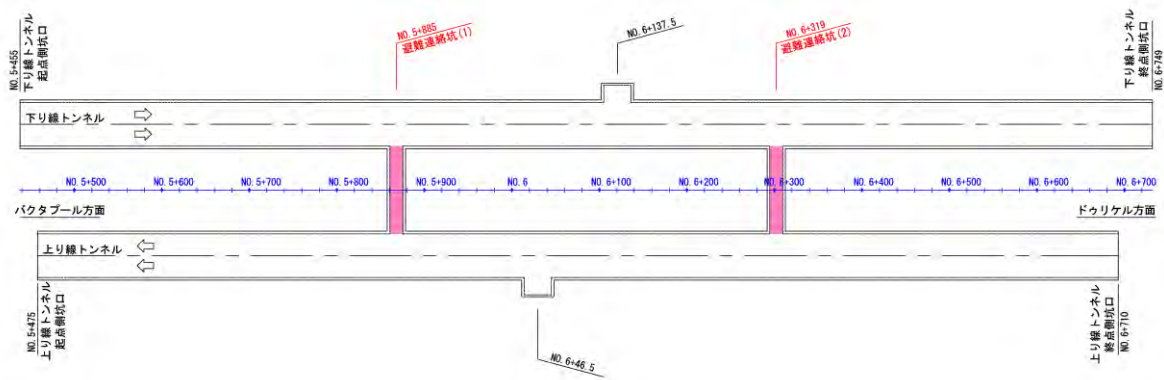 NO. 5+455
下り線トンネル
起点側坑口
NO. 5+885
避難連絡坑(1)
NO. 6+137.5
NO. 6+319
避難連絡坑(2)
下り線トンネル
終点側坑口
NO. 6+749
下り線トンネル
NO. 5+500 NO. 5+600 NO. 5+700 NO. 5+800 NO. 5+900 NO. 6 NO. 6+100 NO. 6+200 NO. 6+300 NO. 6+400 NO. 6+500 NO. 6+600 NO. 6+700
バクタプール方面
ドゥリケル方面
上り線トンネル
NO. 5+475
上り線トンネル
起点側坑口
NO. 6+46.5
上り線トンネル
終点側坑口
NO. 6+710